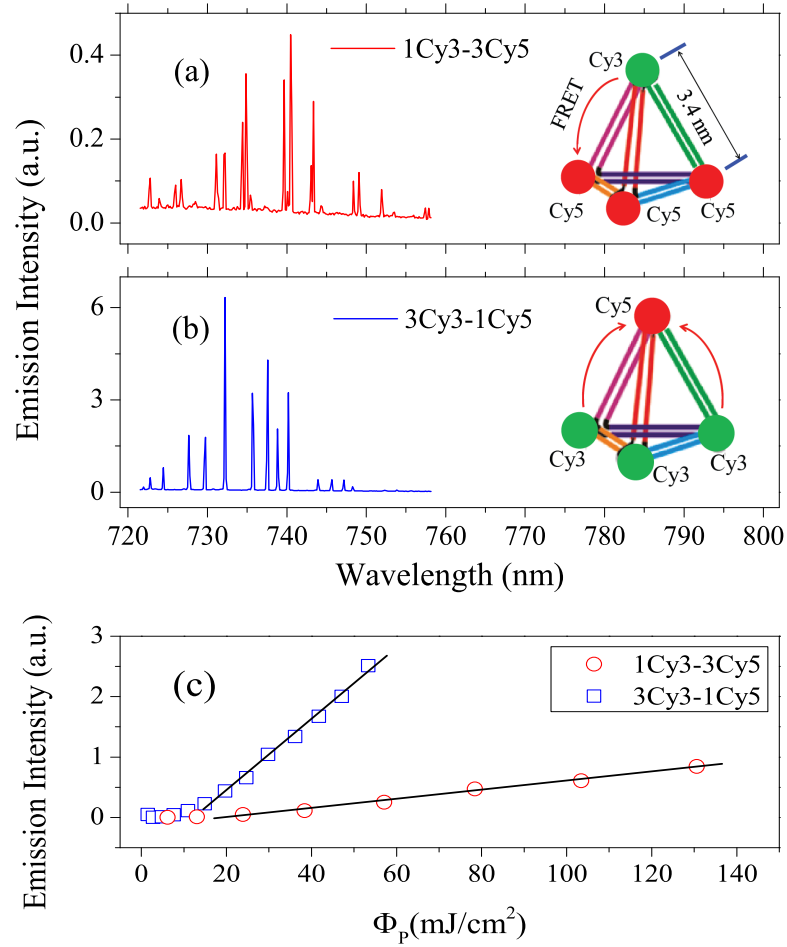 (a)
1Cy3-3Cy5
Cy3
FRET
3.4 nm
Cy5
Cy5
Cy5
0.4
0.2
0.0
Emission Intensity (a.u.)
(b)
3Cy3-1Cy5
Cy5
Cy3
Cy3
Cy3
6
3
0
720 730 740 750 760 770 780 790 800
Wavelength (nm)
(c)
1Cy3-3Cy5
3Cy3-1Cy5
3
2
1
0
Emission Intensity (a.u.)
0 20 40 60 80 100 120 140
Φ_P(mJ/cm²)